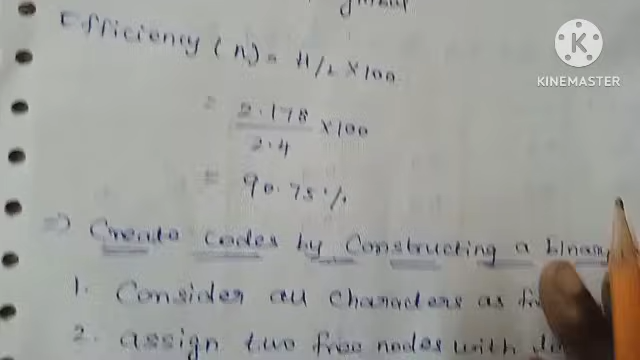 Efficiency (n) = H/L × 100
= 2.178 / 2.4 × 100
= 90.75 %
K
KINEMASTER
=> Create codes by Constructing a binary
1. Consider all characters as
2. assign two free nodes with